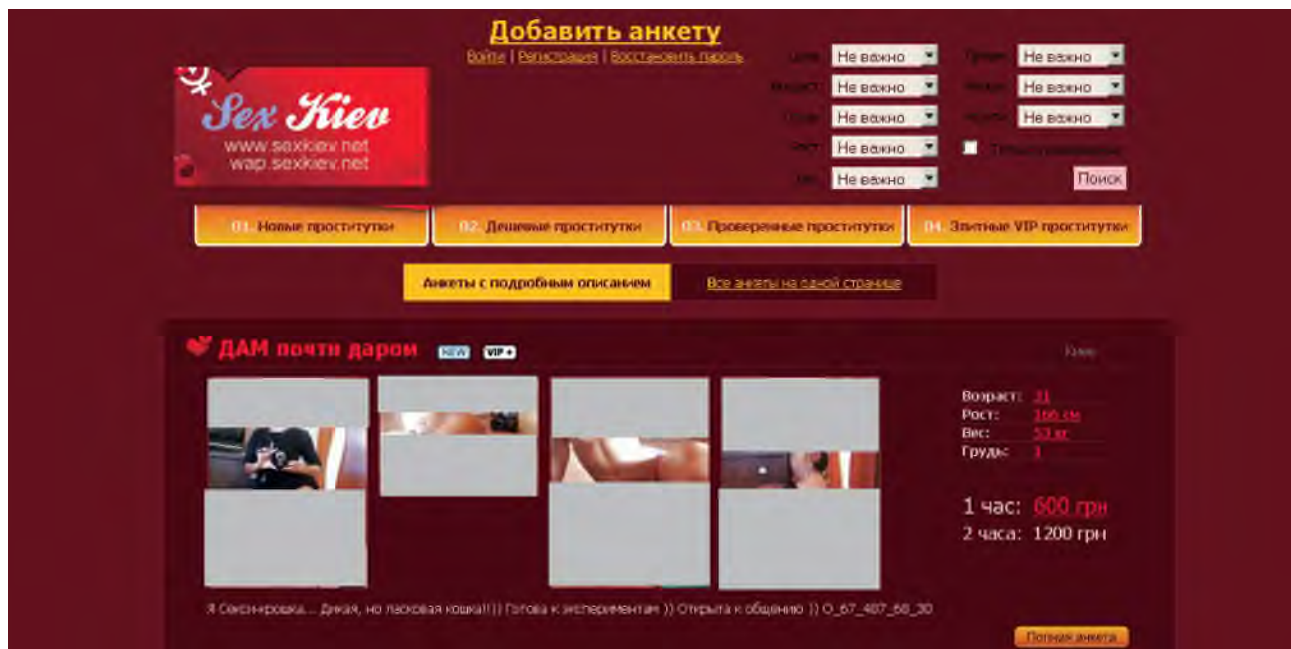 Добавить анкету
Войти | Регистрация | Восстановить пароль
Не важно Не важно
Sex Kiev
www.sexkiev.net
wap.sexkiev.net
Не важно Не важно
Не важно Не важно
Не важно
Не важно Поиск
01. Новые проститутки 02. Дешевые проститутки 03. Проверенные проститутки 04. Элитные VIP проститутки
Анкеты с подробным описанием Все анкеты на одной странице
ДАМ почти даром NEW VIP+ Киев
Возраст: 31
Рост: 166 см
Вес: 53 кг
Грудь: 1
1 час: 600 грн
2 часа: 1200 грн
Я Секси-крошка... Дикая, но ласковая кошка!!)) Готова к экспериментам )) Открыта к общению ))
Полная анкета